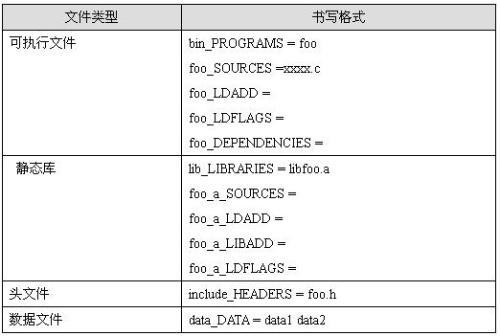 文件类型 书写格式
可执行文件 bin_PROGRAMS = foo
foo_SOURCES =xxxx.c
foo_LDADD =
foo_LDFLAGS =
foo_DEPENDENCIES =
静态库 lib_LIBRARIES = libfoo.a
foo_a_SOURCES =
foo_a_LDADD =
foo_a_LIBADD =
foo_a_LDFLAGS =
头文件 include_HEADERS = foo.h
数据文件 data_DATA = data1 data2